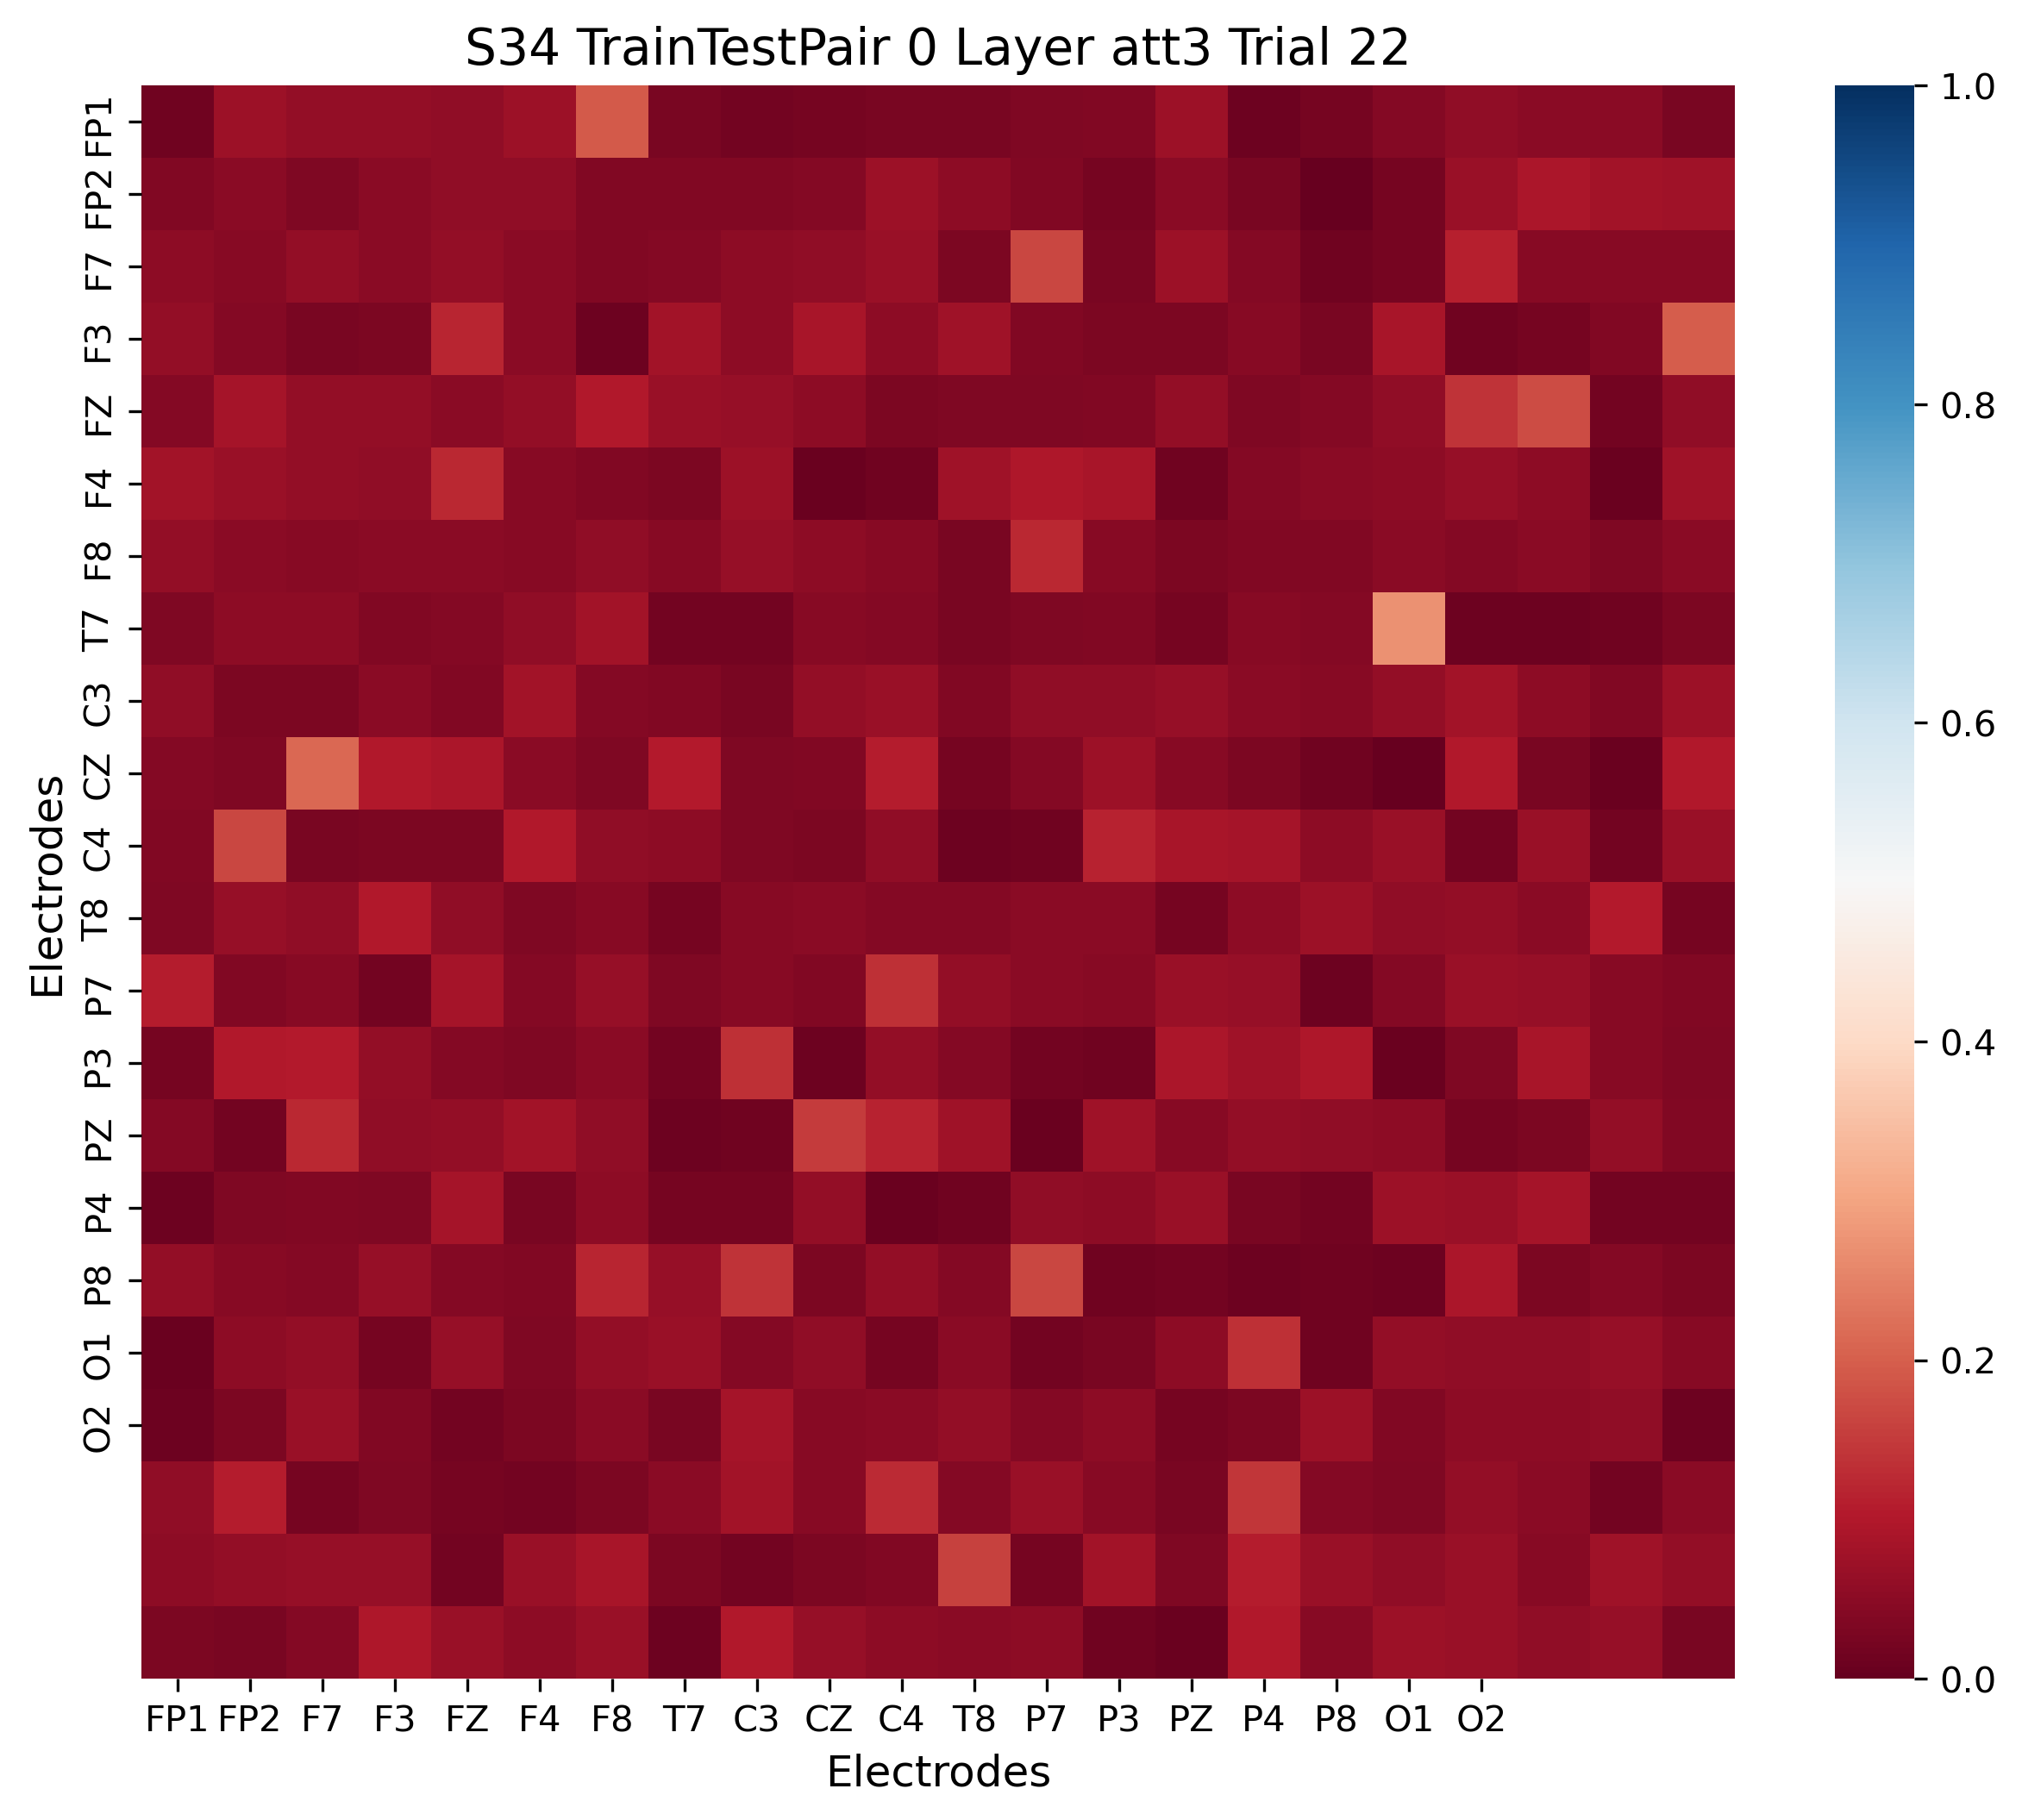 S34 TrainTestPair 0 Layer att3 Trial 22
Electrodes
FP1
FP2
F7
F3
FZ
F4
F8
T7
C3
CZ
C4
T8
P7
P3
PZ
P4
P8
O1
O2
FP1 FP2 F7 F3 FZ F4 F8 T7 C3 CZ C4 T8 P7 P3 PZ P4 P8 O1 O2
Electrodes
1.0
0.8
0.6
0.4
0.2
0.0